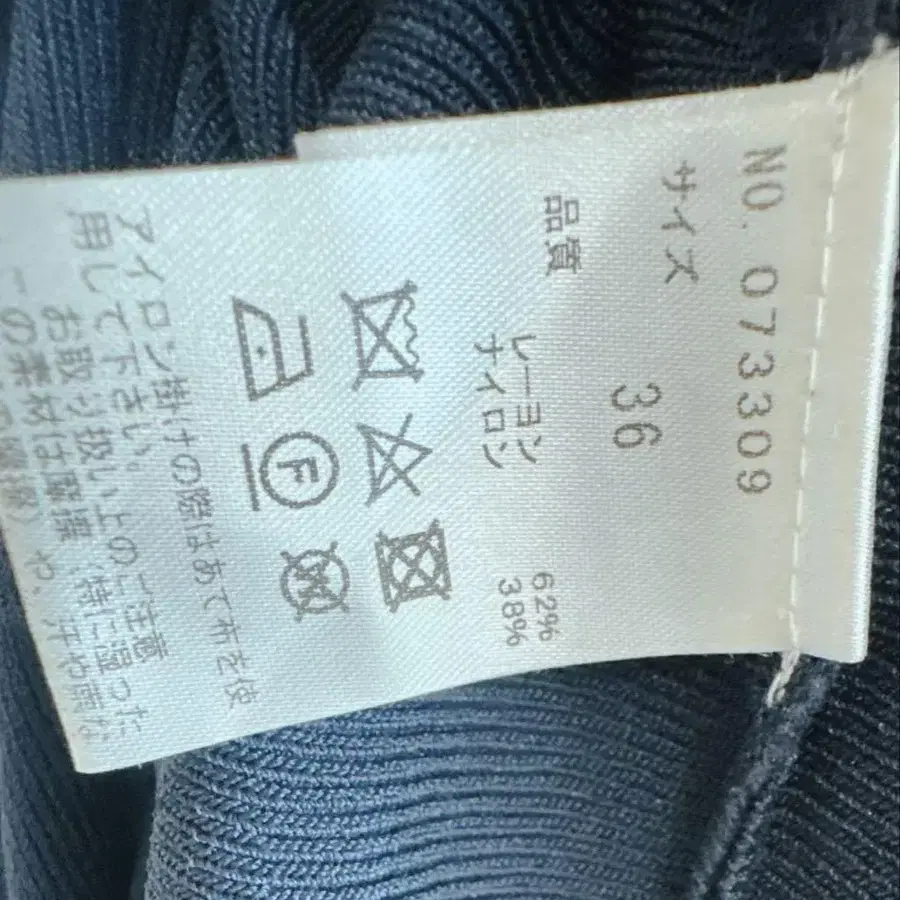 NO. 073309
サイズ
36
品質
レーヨン 62%
ナイロン 38%
F
W
アイロン掛けの際はあて布を使
用して下さい。
お取り扱い上のご注意
この素材は摩擦（特に湿った
や、汗や雨な